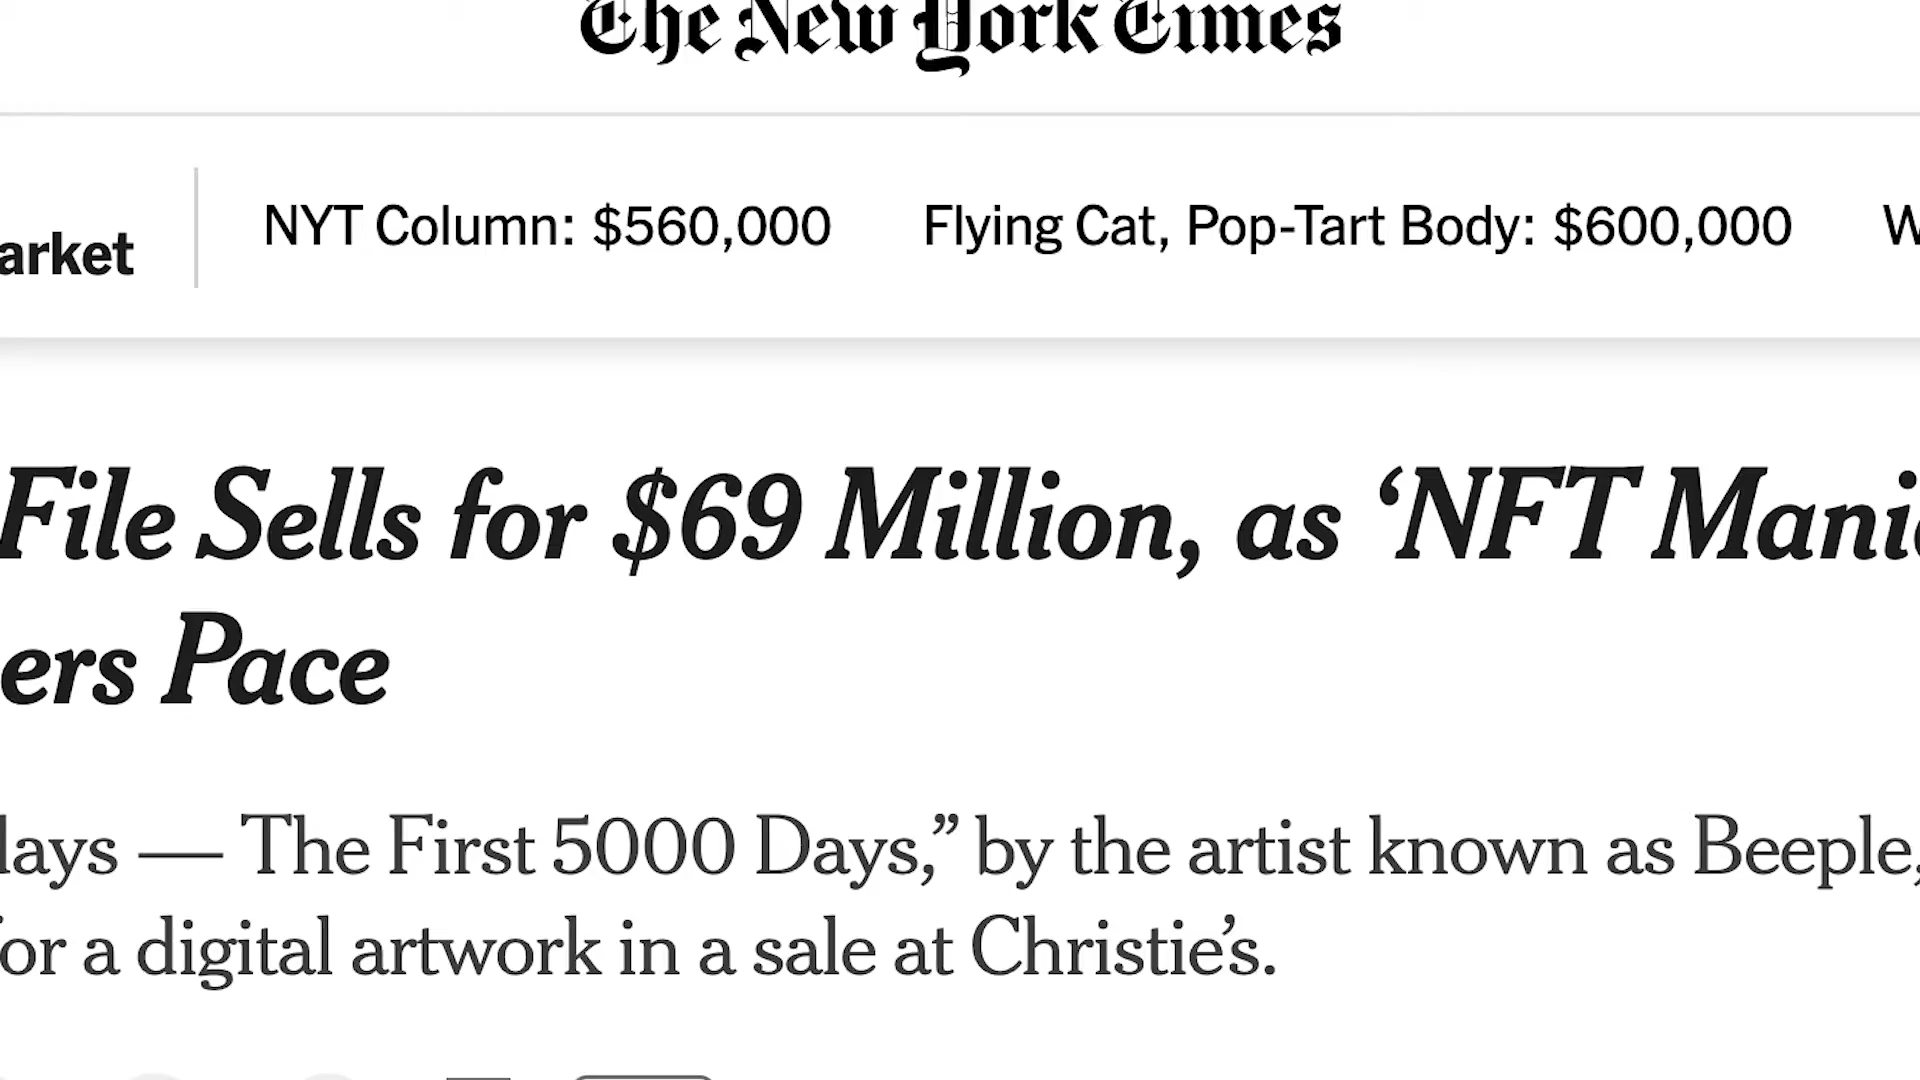 The New York Times
arket
NYT Column: $560,000
Flying Cat, Pop-Tart Body: $600,000
W
File Sells for $69 Million, as ‘NFT Mani
ers Pace
lays — The First 5000 Days,” by the artist known as Beeple,
for a digital artwork in a sale at Christie’s.